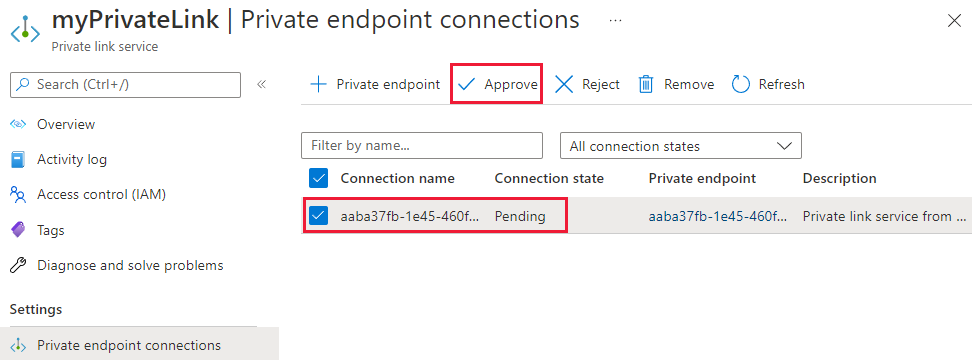 myPrivateLink | Private endpoint connections ...
Private link service
Search (Ctrl+/)
Overview
Activity log
Access control (IAM)
Tags
Diagnose and solve problems
Settings
Private endpoint connections
Private endpoint Approve Reject Remove Refresh
Filter by name... All connection states
Connection name Connection state Private endpoint Description
aaba37fb-1e45-460f... Pending aaba37fb-1e45-460f... Private link service from ...